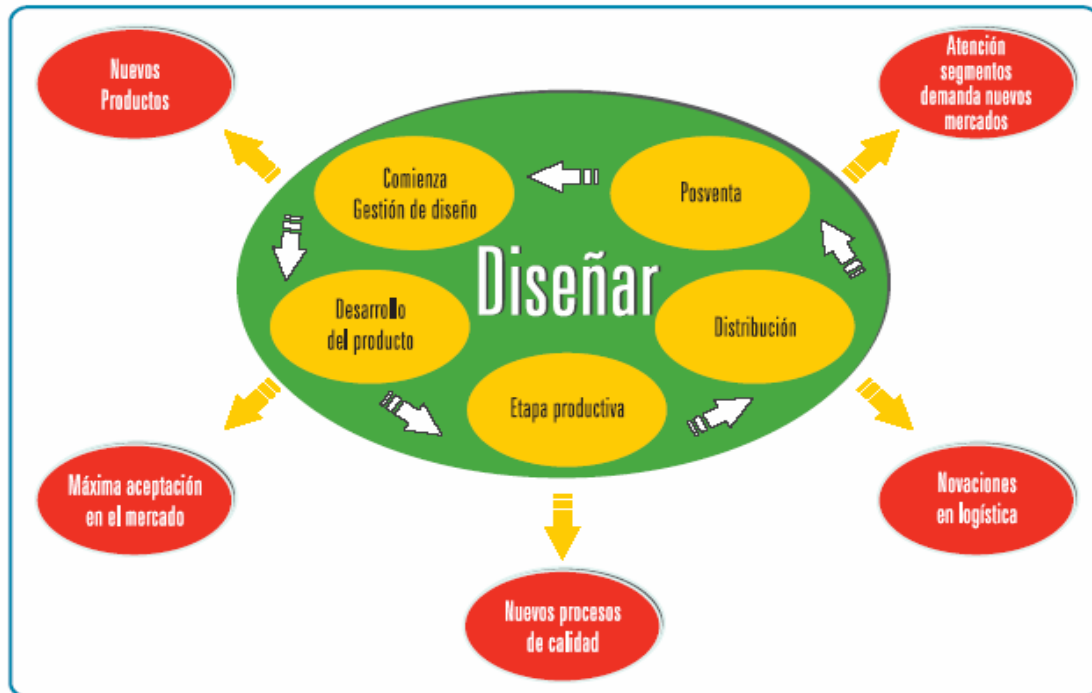 Nuevos
Productos
Atención
segmentos
demanda nuevos
mercados
Comienza
Gestión de diseño
Posventa
Diseñar
Desarrollo
del producto
Distribución
Etapa productiva
Máxima aceptación
en el mercado
Novaciones
en logística
Nuevos procesos
de calidad